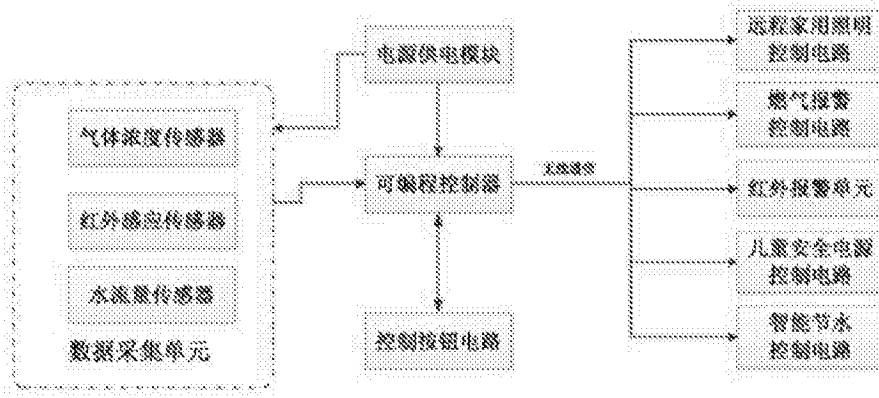 电源供电模块
气体浓度传感器
红外感应传感器
水流量传感器
数据采集单元
可编程控制器
控制按钮电路
无线通信
远程家用照明
控制电路
燃气报警
控制电路
红外报警单元
儿童安全电源
控制电路
智能节水
控制电路